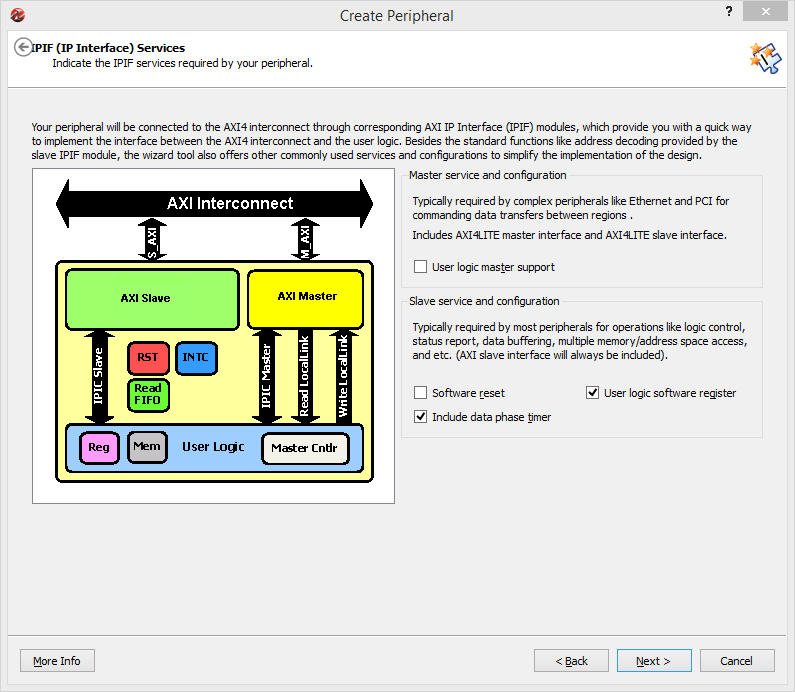 Create Peripheral
?
IPIF (IP Interface) Services
Indicate the IPIF services required by your peripheral.
Your peripheral will be connected to the AXI4 interconnect through corresponding AXI IP Interface (IPIF) modules, which provide you with a quick way
to implement the interface between the AXI4 interconnect and the user logic. Besides the standard functions like address decoding provided by the
slave IPIF module, the wizard tool also offers other commonly used services and configurations to simplify the implementation of the design.
AXI Interconnect
S_AXI
M_AXI
AXI Slave
AXI Master
IPIC Slave
RST
INTC
Read
FIFO
IPIC Master
Read LocalLink
Write LocalLink
Reg
Mem
User Logic
Master Cntlr
Master service and configuration
Typically required by complex peripherals like Ethernet and PCI for
commanding data transfers between regions .
Includes AXI4LITE master interface and AXI4LITE slave interface.
User logic master support
Slave service and configuration
Typically required by most peripherals for operations like logic control,
status report, data buffering, multiple memory/address space access,
and etc. (AXI slave interface will always be included).
Software reset
User logic software register
Include data phase timer
More Info
< Back
Next >
Cancel